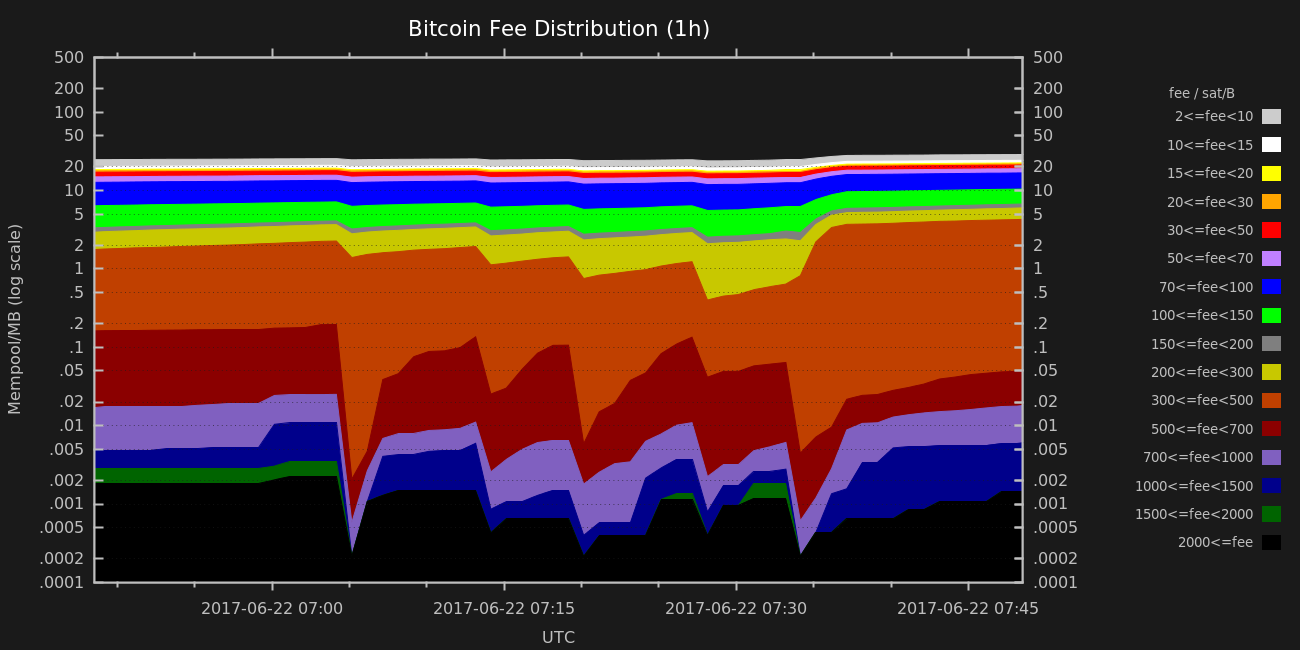 Bitcoin Fee Distribution (1h)
Mempool/MB (log scale)
500
200
100
50
20
10
5
2
1
.5
.2
.1
.05
.02
.01
.005
.002
.001
.0005
.0002
.0001
500
200
100
50
20
10
5
2
1
.5
.2
.1
.05
.02
.01
.005
.002
.001
.0005
.0002
.0001
2017-06-22 07:00
2017-06-22 07:15
2017-06-22 07:30
2017-06-22 07:45
UTC
fee / sat/B
2<=fee<10
10<=fee<15
15<=fee<20
20<=fee<30
30<=fee<50
50<=fee<70
70<=fee<100
100<=fee<150
150<=fee<200
200<=fee<300
300<=fee<500
500<=fee<700
700<=fee<1000
1000<=fee<1500
1500<=fee<2000
2000<=fee